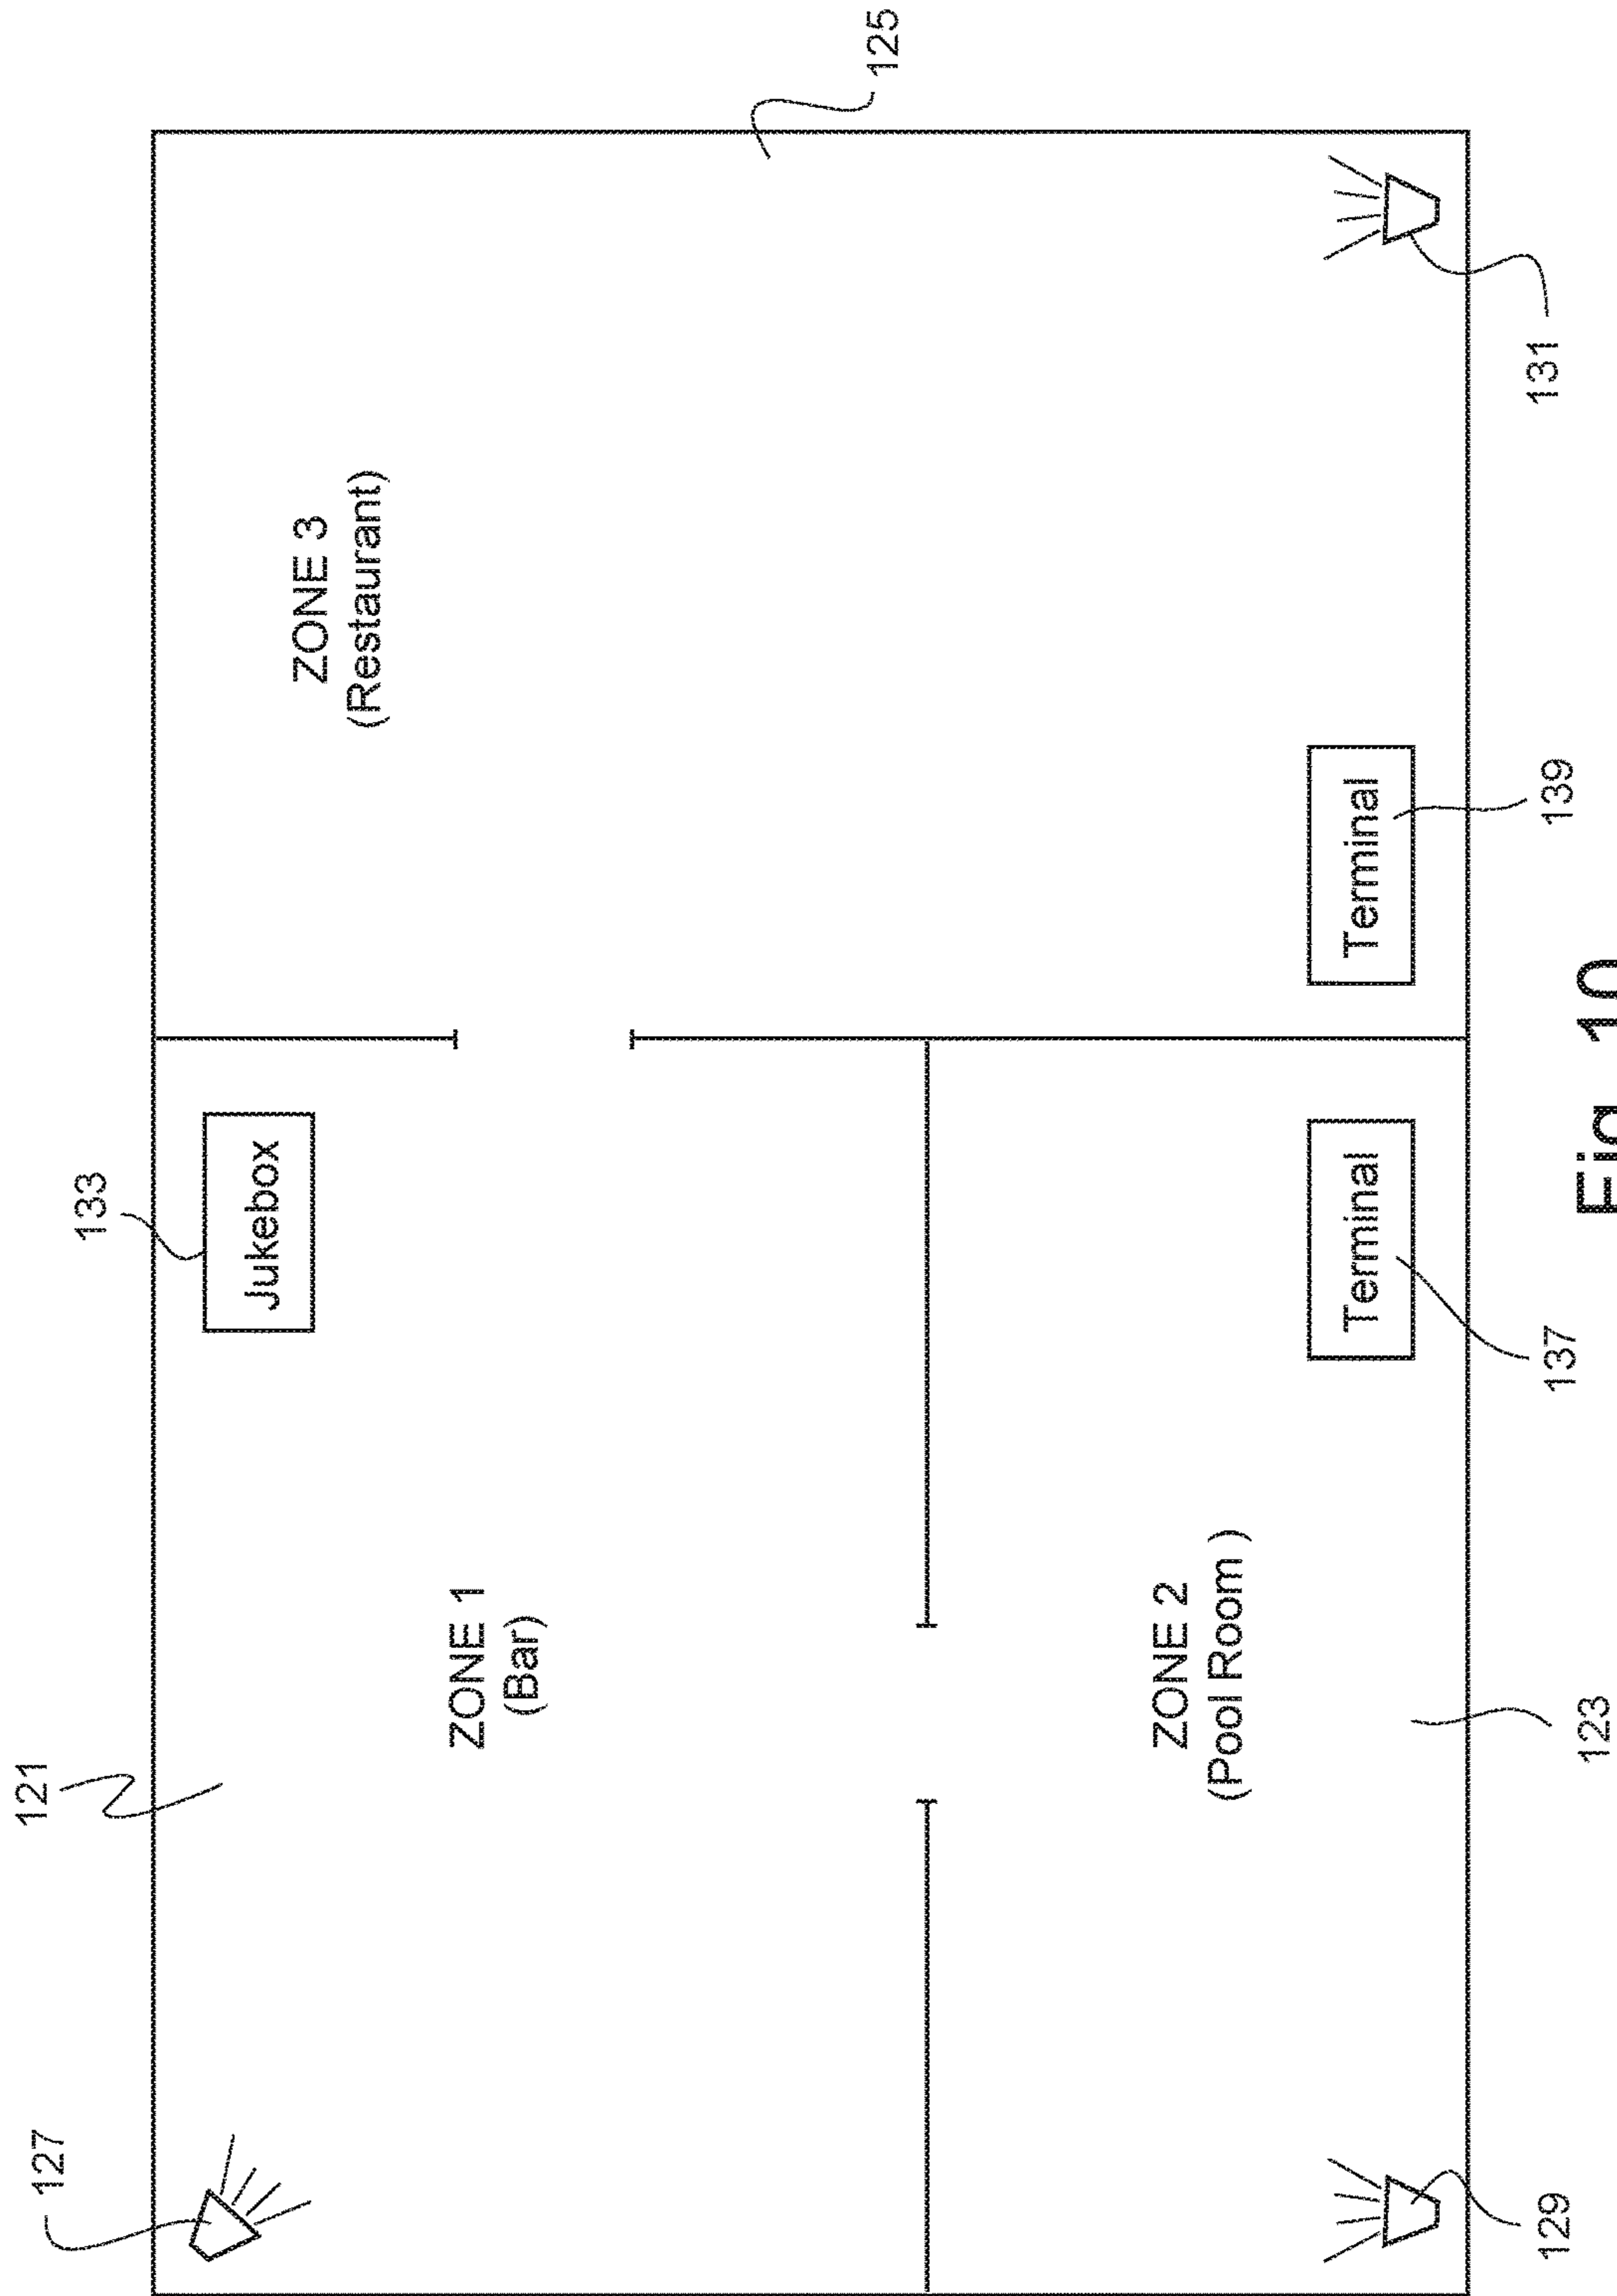 127
121
133
Jukebox
ZONE 3
(Restaurant)
ZONE 1
(Bar)
125
ZONE 2
(Pool Room )
Terminal
Terminal
129
123
137
139
131
Fig. 10